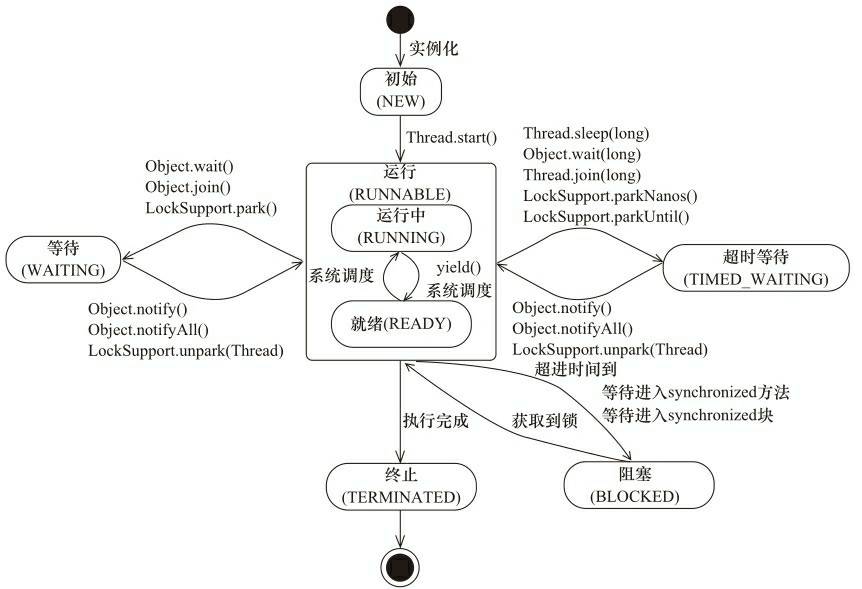 实例化
初始
(NEW)
Thread.start()
Object.wait()
Object.join()
LockSupport.park()
Thread.sleep(long)
Object.wait(long)
Thread.join(long)
LockSupport.parkNanos()
LockSupport.parkUntil()
运行
(RUNNABLE)
运行中
(RUNNING)
等待
(WAITING)
超时等待
(TIMED_WAITING)
系统调度
yield()
系统调度
就绪(READY)
Object.notify()
Object.notifyAll()
LockSupport.unpark(Thread)
Object.notify()
Object.notifyAll()
LockSupport.unpark(Thread)
超进时间到
等待进入synchronized方法
等待进入synchronized块
执行完成
获取到锁
终止
(TERMINATED)
阻塞
(BLOCKED)